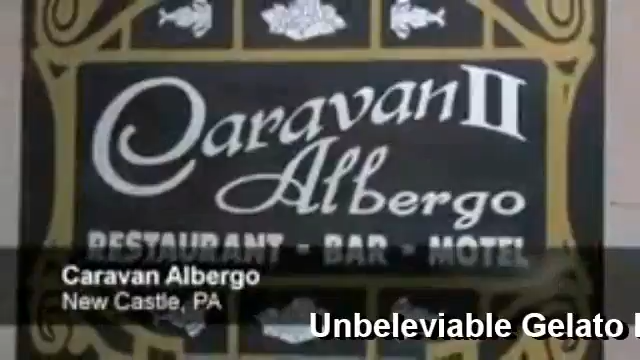 Caravan II
Albergo
RESTAURANT - BAR - MOTEL
Caravan Albergo
New Castle, PA
Unbeleviable Gelato